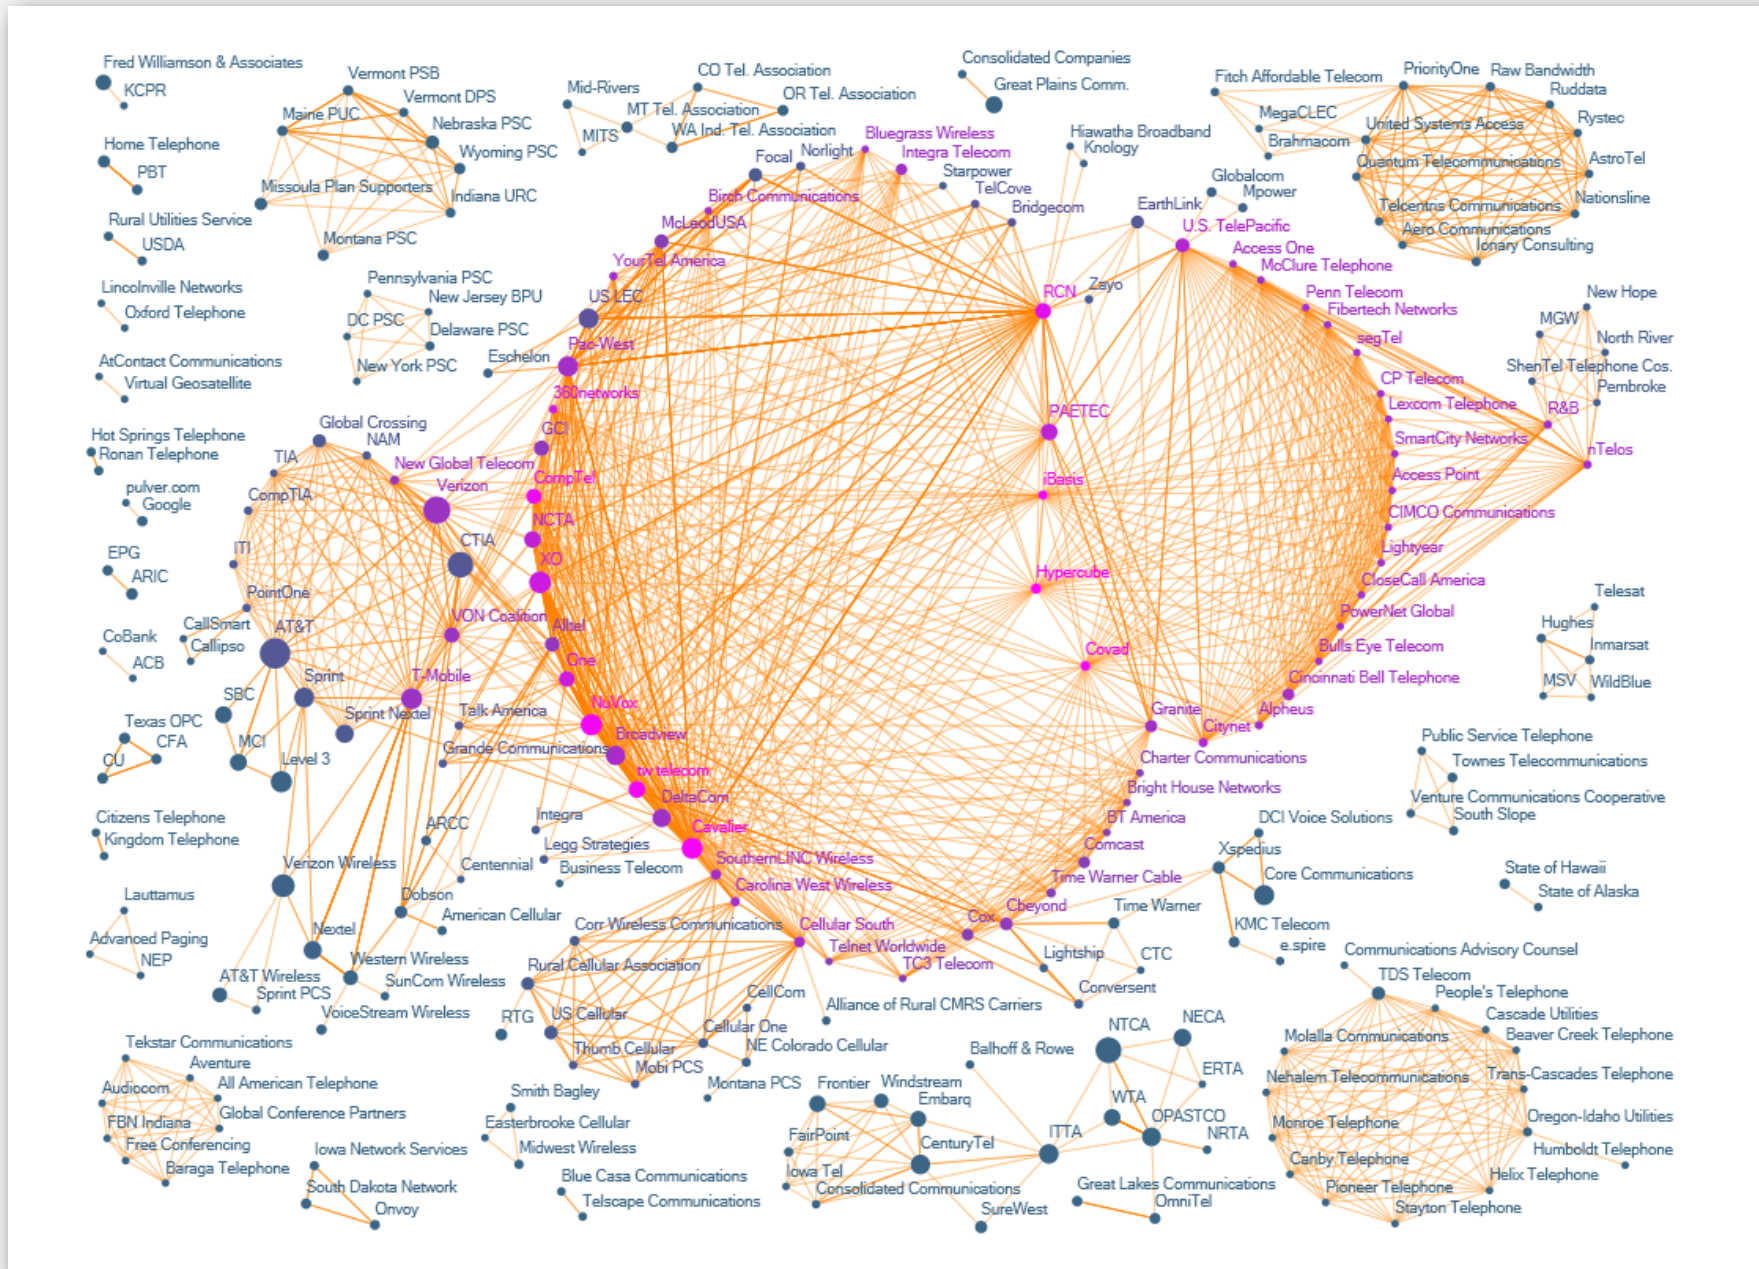 Fred Williamson & Associates
KCPR
Vermont PSB
Vermont DPS
Maine PUC
Nebraska PSC
Wyoming PSC
Missoula Plan Supporters
Indiana URC
Montana PSC
Home Telephone
PBT
Rural Utilities Service
USDA
Lincolnville Networks
Oxford Telephone
AtContact Communications
Virtual Geosatellite
Pennsylvania PSC
New Jersey BPU
DC PSC
Delaware PSC
New York PSC
Mid-Rivers
MITS
CO Tel. Association
OR Tel. Association
MT Tel. Association
WA Ind. Tel. Association
Consolidated Companies
Great Plains Comm.
Hiawatha Broadband
Knology
Globalcom
Mpower
Fitch Affordable Telecom
MegaCLEC
Brahmacom
PriorityOne
Raw Bandwidth
Ruddata
Rystec
United Systems Access
AstroTel
Quantum Telecommunications
Nationsline
Telcentris Communications
Aero Communications
Ionary Consulting
Bluegrass Wireless
Integra Telecom
Starpower
TelCove
Bridgecom
Norlight
Focal
Birch Communications
McLeodUSA
YourTel America
US LEC
Pac-West
Eschelon
360networks
GCI
CompTel
NCTA
XO
Alltel
One
NuVox
Broadview
tw telecom
DeltaCom
Cavalier
SouthernLINC Wireless
Carolina West Wireless
Cellular South
Telnet Worldwide
TC3 Telecom
Cox
Cbeyond
Time Warner Cable
Comcast
BT America
Bright House Networks
Charter Communications
Granite
Citynet
Alpheus
Cincinnati Bell Telephone
Bulls Eye Telecom
PowerNet Global
CloseCall America
Lightyear
CIMCO Communications
Access Point
SmartCity Networks
Lexcom Telephone
CP Telecom
segTel
Fibertech Networks
Penn Telecom
McClure Telephone
Access One
U.S. TelePacific
EarthLink
Zayo
RCN
PAETEC
iBasis
Hypercube
Covad
R&B
nTelos
New Hope
MGW
North River
ShenTel Telephone Cos.
Pembroke
Hot Springs Telephone
Ronan Telephone
pulver.com
Google
EPG
ARIC
CoBank
ACB
Texas OPC
CFA
CU
Citizens Telephone
Kingdom Telephone
Lauttamus
Advanced Paging
NEP
Global Crossing
NAM
New Global Telecom
TIA
Verizon
CompTIA
CTIA
ITI
PointOne
VON Coalition
CallSmart
Callipso
AT&T
Sprint
T-Mobile
Sprint Nextel
SBC
MCI
Level 3
Talk America
Grande Communications
ARCC
Centennial
Integra
Legg Strategies
Business Telecom
Verizon Wireless
Dobson
American Cellular
Nextel
Western Wireless
AT&T Wireless
Sprint PCS
SunCom Wireless
VoiceStream Wireless
Corr Wireless Communications
Rural Cellular Association
RTG
US Cellular
Thumb Cellular
Mobi PCS
CellCom
Cellular One
NE Colorado Cellular
Montana PCS
Alliance of Rural CMRS Carriers
Time Warner
Lightship
CTC
Conversent
DCI Voice Solutions
Xspedius
Core Communications
KMC Telecom
e.spire
Telesat
Hughes
Inmarsat
MSV
WildBlue
Public Service Telephone
Townes Telecommunications
Venture Communications Cooperative
South Slope
State of Hawaii
State of Alaska
Communications Advisory Counsel
TDS Telecom
People's Telephone
Cascade Utilities
Molalla Communications
Beaver Creek Telephone
Nehalem Telecommunications
Trans-Cascades Telephone
Monroe Telephone
Oregon-Idaho Utilities
Canby Telephone
Humboldt Telephone
Pioneer Telephone
Helix Telephone
Stayton Telephone
Tekstar Communications
Aventure
Audiocom
All American Telephone
FBN Indiana
Global Conference Partners
Free Conferencing
Baraga Telephone
Iowa Network Services
South Dakota Network
Onvoy
Smith Bagley
Easterbrooke Cellular
Midwest Wireless
Blue Casa Communications
Telscape Communications
Frontier
Windstream
Embarq
FairPoint
CenturyTel
Iowa Tel
Consolidated Communications
SureWest
Balhoff & Rowe
ITTA
NTCA
NECA
ERTA
WTA
OPASTCO
NRTA
Great Lakes Communications
OmniTel